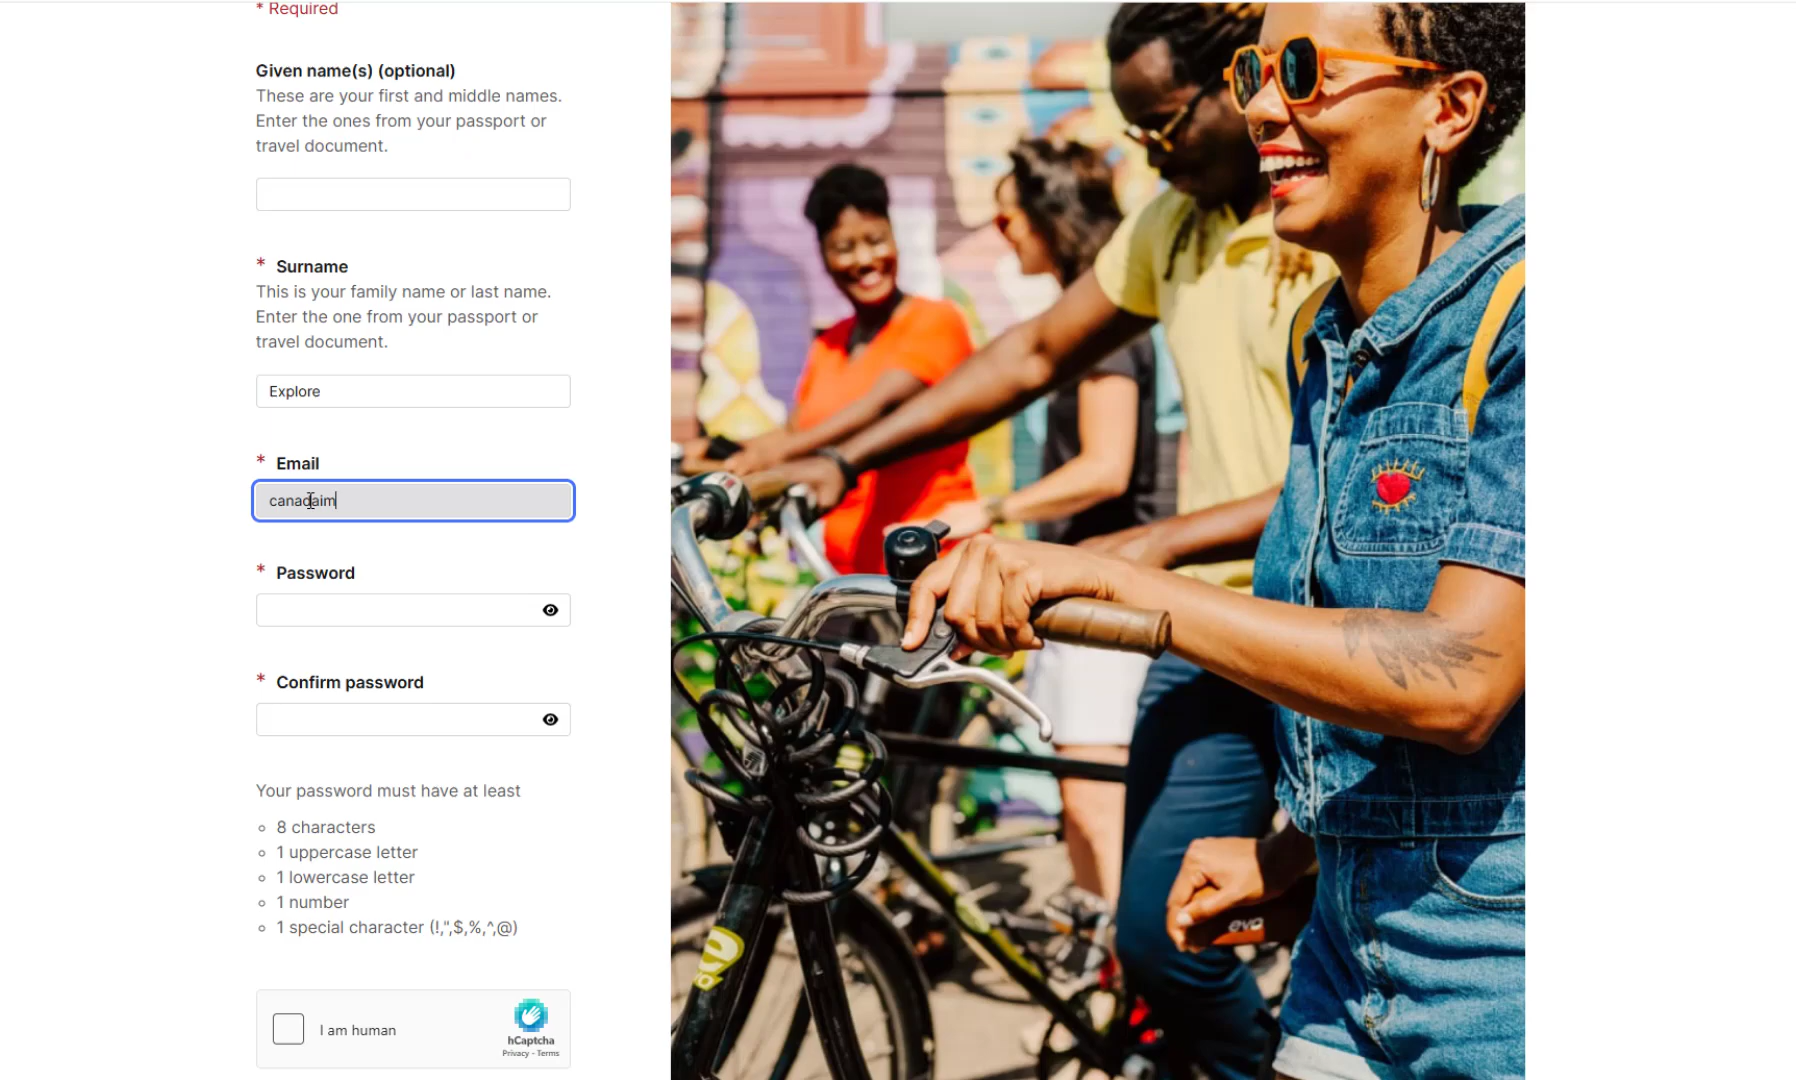 * Required
Given name(s) (optional)
These are your first and middle names.
Enter the ones from your passport or
travel document.
* Surname
This is your family name or last name.
Enter the one from your passport or
travel document.
Explore
* Email
canadaim
* Password
* Confirm password
Your password must have at least
8 characters
1 uppercase letter
1 lowercase letter
1 number
1 special character (!,",$,%,^,@)
I am human
hCaptcha
Privacy - Terms
evo